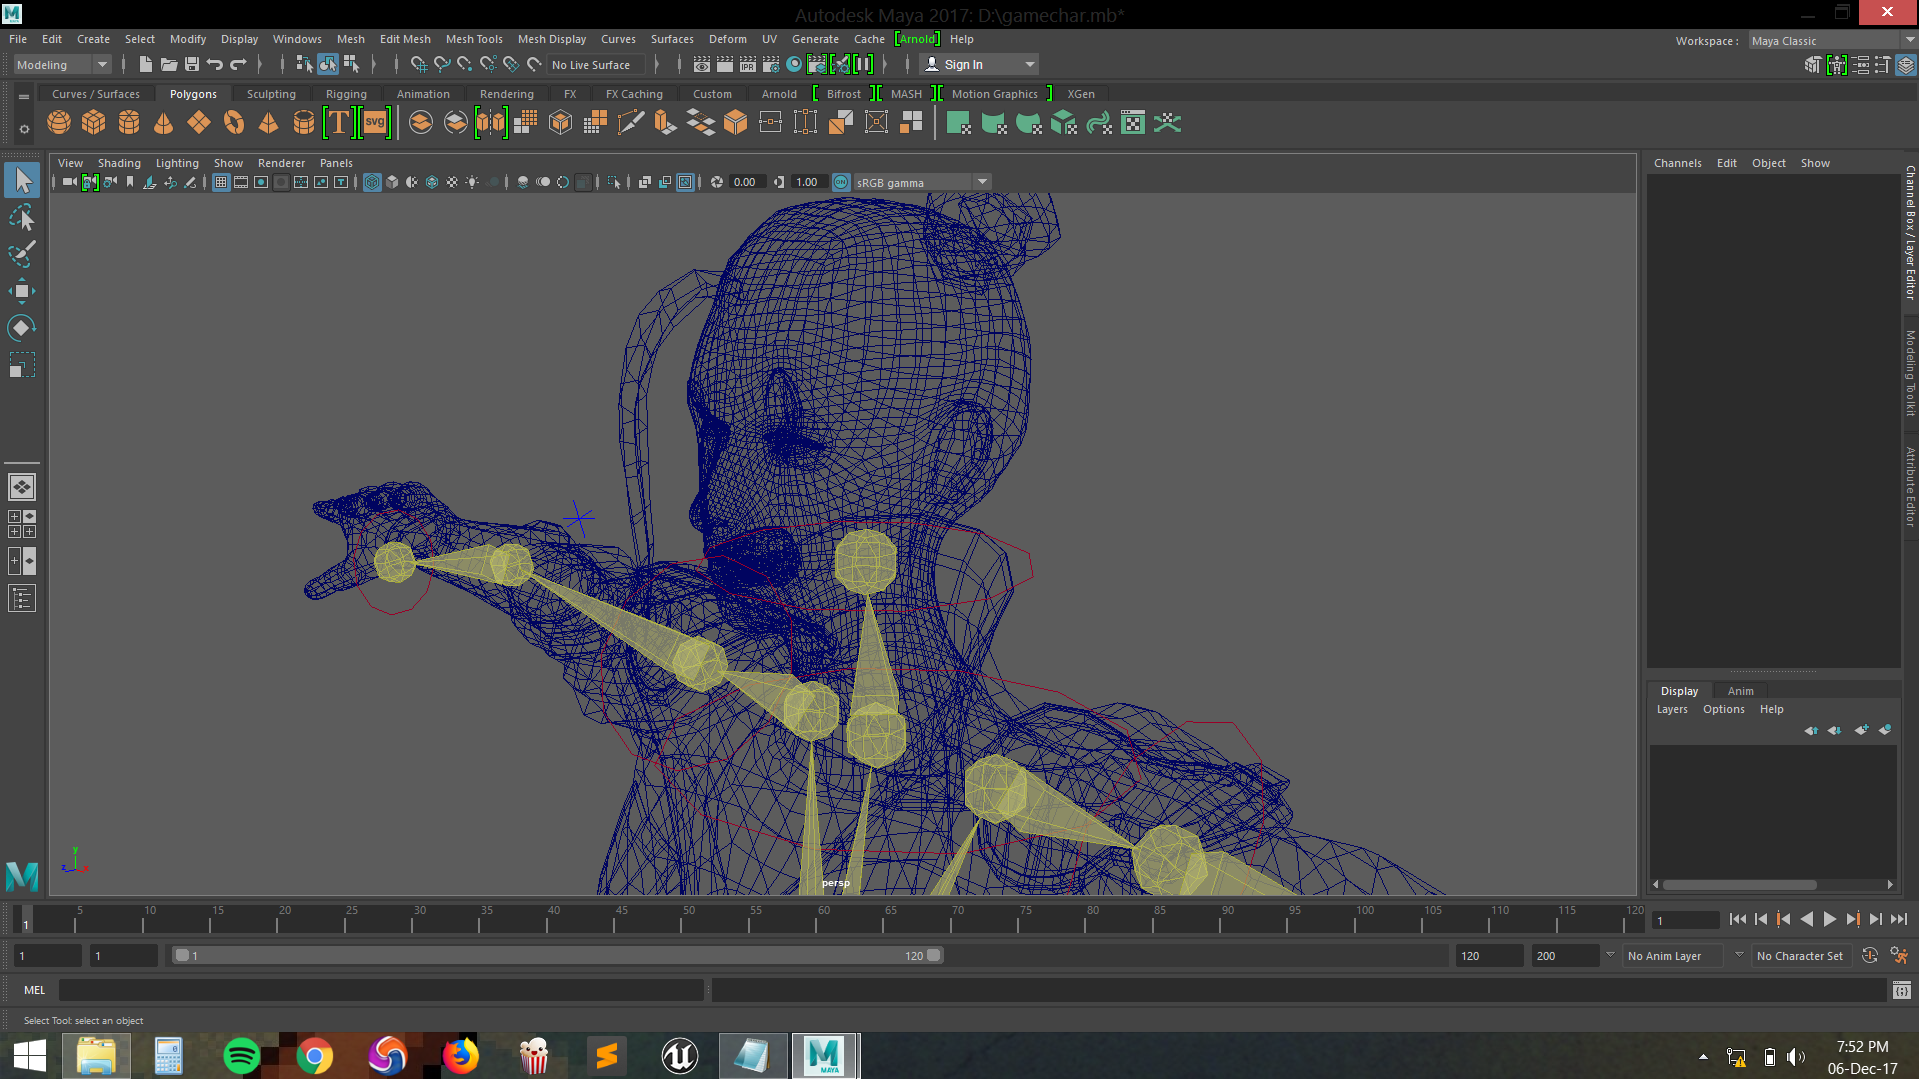 Autodesk Maya 2017: D:\gamechar.mb*
File Edit Create Select Modify Display Windows Mesh Edit Mesh Mesh Tools Mesh Display Curves Surfaces Deform UV Generate Cache [Arnold] Help
Workspace : Maya Classic
Modeling No Live Surface IPR Sign In
Curves / Surfaces Polygons Sculpting Rigging Animation Rendering FX FX Caching Custom Arnold Bifrost MASH Motion Graphics XGen
T svg
View Shading Lighting Show Renderer Panels
0.00 1.00 ON sRGB gamma
Channels Edit Object Show
Channel Box / Layer Editor
Modeling Toolkit
Attribute Editor
Display Anim
Layers Options Help
y
z x
persp
M
5 10 15 20 25 30 35 40 45 50 55 60 65 70 75 80 85 90 95 100 105 110 115 120
1 1
1 1 1 120 120 200 No Anim Layer No Character Set
MEL
Select Tool: select an object
MAYA
7:52 PM
06-Dec-17